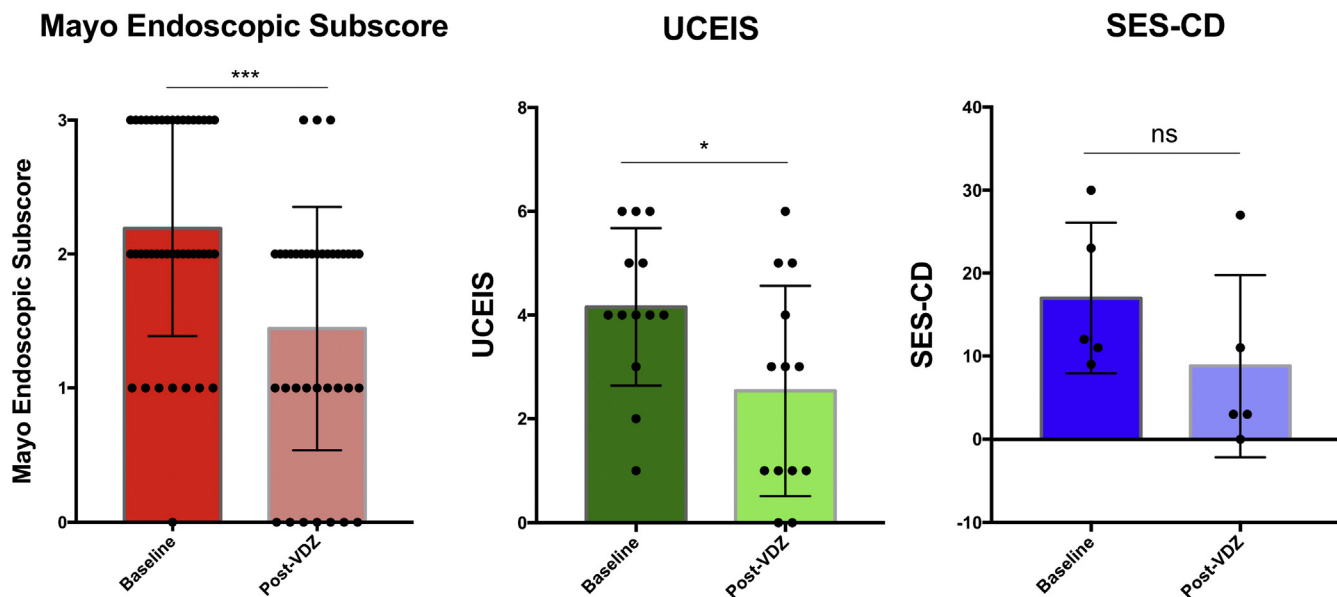 Mayo Endoscopic Subscore
UCEIS
SES-CD
***
*
ns
Mayo Endoscopic Subscore
3
2
1
0
Baseline
Post-VDZ
UCEIS
8
6
4
2
0
Baseline
Post-VDZ
SES-CD
40
30
20
10
0
-10
Baseline
Post-VDZ